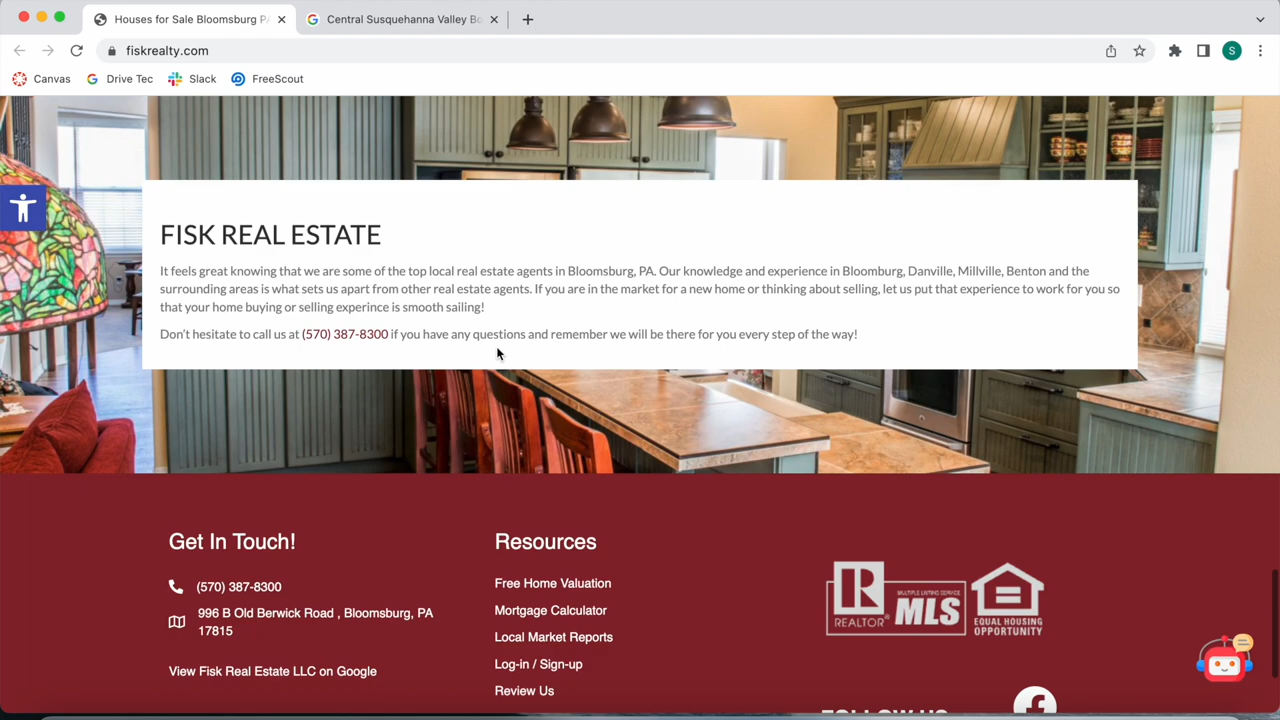 Houses for Sale Bloomsburg PA
Central Susquehanna Valley Bo
fiskrealty.com
S
Canvas
Drive Tec
Slack
FreeScout
FISK REAL ESTATE
It feels great knowing that we are some of the top local real estate agents in Bloomsburg, PA. Our knowledge and experience in Bloomburg, Danville, Millville, Benton and the
surrounding areas is what sets us apart from other real estate agents. If you are in the market for a new home or thinking about selling, let us put that experience to work for you so
that your home buying or selling experince is smooth sailing!
Don't hesitate to call us at (570) 387-8300 if you have any questions and remember we will be there for you every step of the way!
Get In Touch!
(570) 387-8300
996 B Old Berwick Road , Bloomsburg, PA
17815
View Fisk Real Estate LLC on Google
Resources
Free Home Valuation
Mortgage Calculator
Local Market Reports
Log-in / Sign-up
Review Us
REALTOR®
MULTIPLE LISTING SERVICE
MLS
EQUAL HOUSING
OPPORTUNITY
FOLLOW US